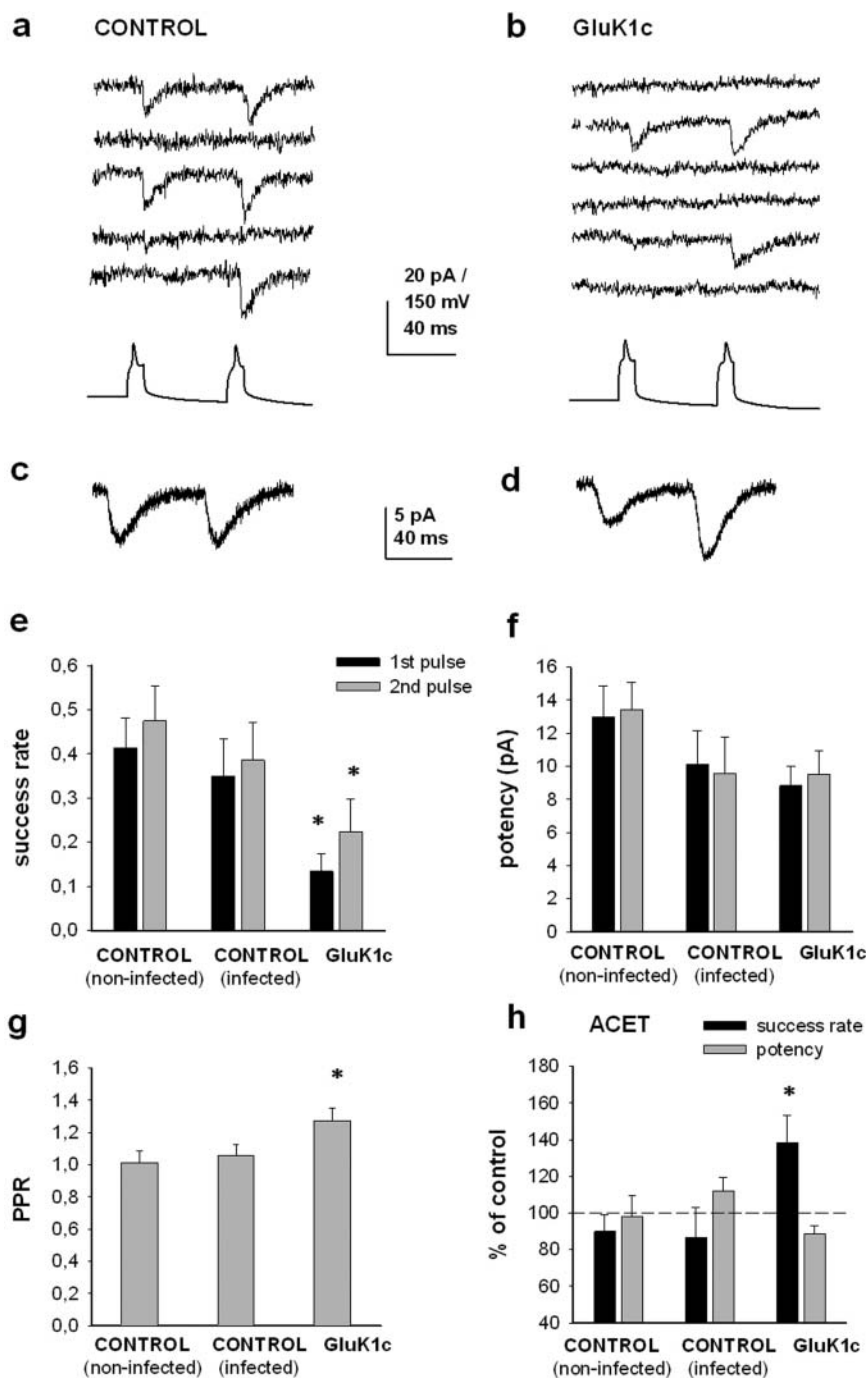 a CONTROL
b GluK1c
20 pA /
150 mV
40 ms
c
d
5 pA
40 ms
e
1st pulse
2nd pulse
success rate
0,6
0,5
0,4
0,3
0,2
0,1
0,0
* *
CONTROL
(non-infected)
CONTROL
(infected)
GluK1c
f
potency (pA)
16
14
12
10
8
6
4
2
0
CONTROL
(non-infected)
CONTROL
(infected)
GluK1c
g
PPR
1,6
1,4
1,2
1,0
0,8
0,6
0,4
0,2
0,0
*
CONTROL
(non-infected)
CONTROL
(infected)
GluK1c
h ACET
success rate
potency
% of control
180
160
140
120
100
80
60
40
*
CONTROL
(non-infected)
CONTROL
(infected)
GluK1c